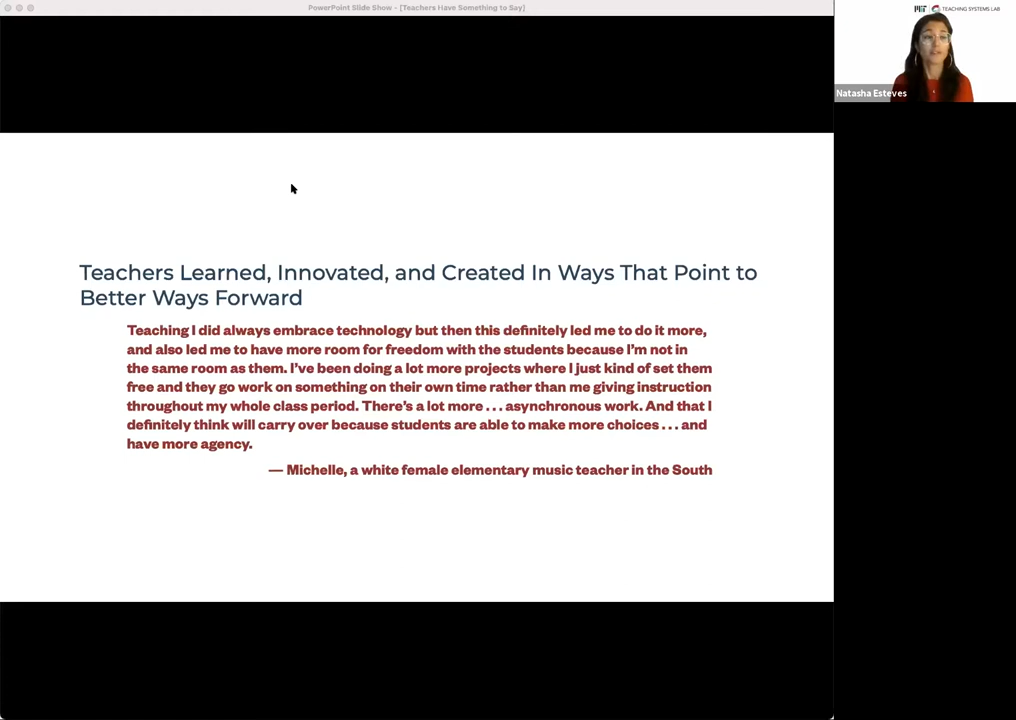 PowerPoint Slide Show - [Teachers Have Something to Say]
MIT TEACHING SYSTEMS LAB
Natasha Esteves
Teachers Learned, Innovated, and Created In Ways That Point to
Better Ways Forward
Teaching I did always embrace technology but then this definitely led me to do it more,
and also led me to have more room for freedom with the students because I'm not in
the same room as them. I've been doing a lot more projects where I just kind of set them
free and they go work on something on their own time rather than me giving instruction
throughout my whole class period. There's a lot more . . . asynchronous work. And that I
definitely think will carry over because students are able to make more choices . . . and
have more agency.
— Michelle, a white female elementary music teacher in the South